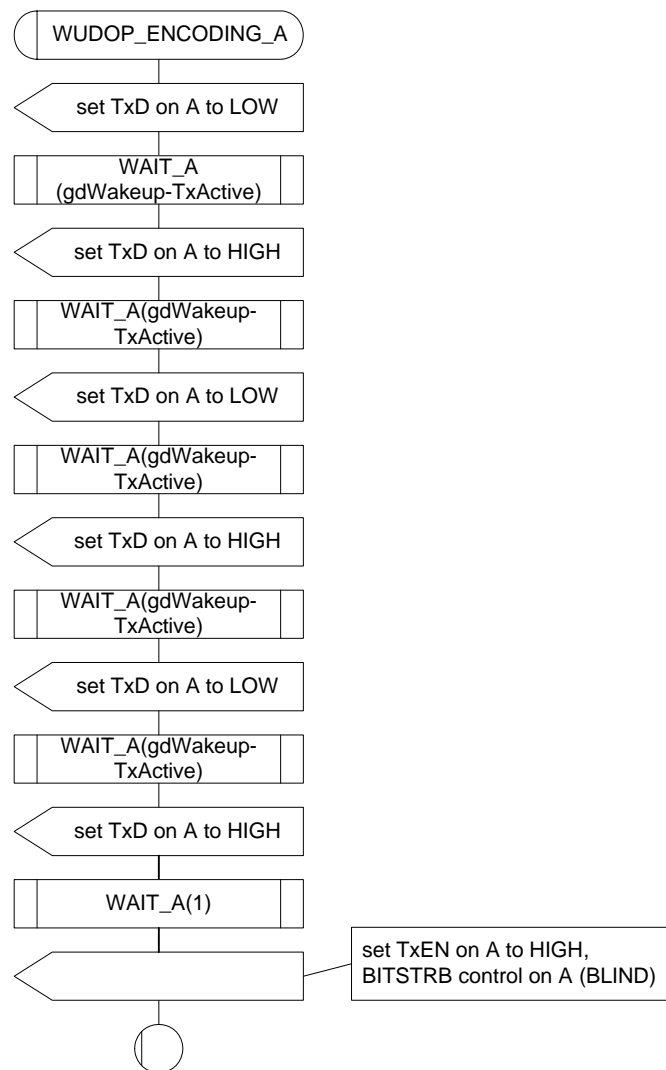 WUDOP_ENCODING_A
set TxD on A to LOW
WAIT_A
(gdWakeup-TxActive)
set TxD on A to HIGH
WAIT_A(gdWakeup-
TxActive)
set TxD on A to LOW
WAIT_A(gdWakeup-
TxActive)
set TxD on A to HIGH
WAIT_A(gdWakeup-
TxActive)
set TxD on A to LOW
WAIT_A(gdWakeup-
TxActive)
set TxD on A to HIGH
WAIT_A(1)
set TxEN on A to HIGH,
BITSTRB control on A (BLIND)